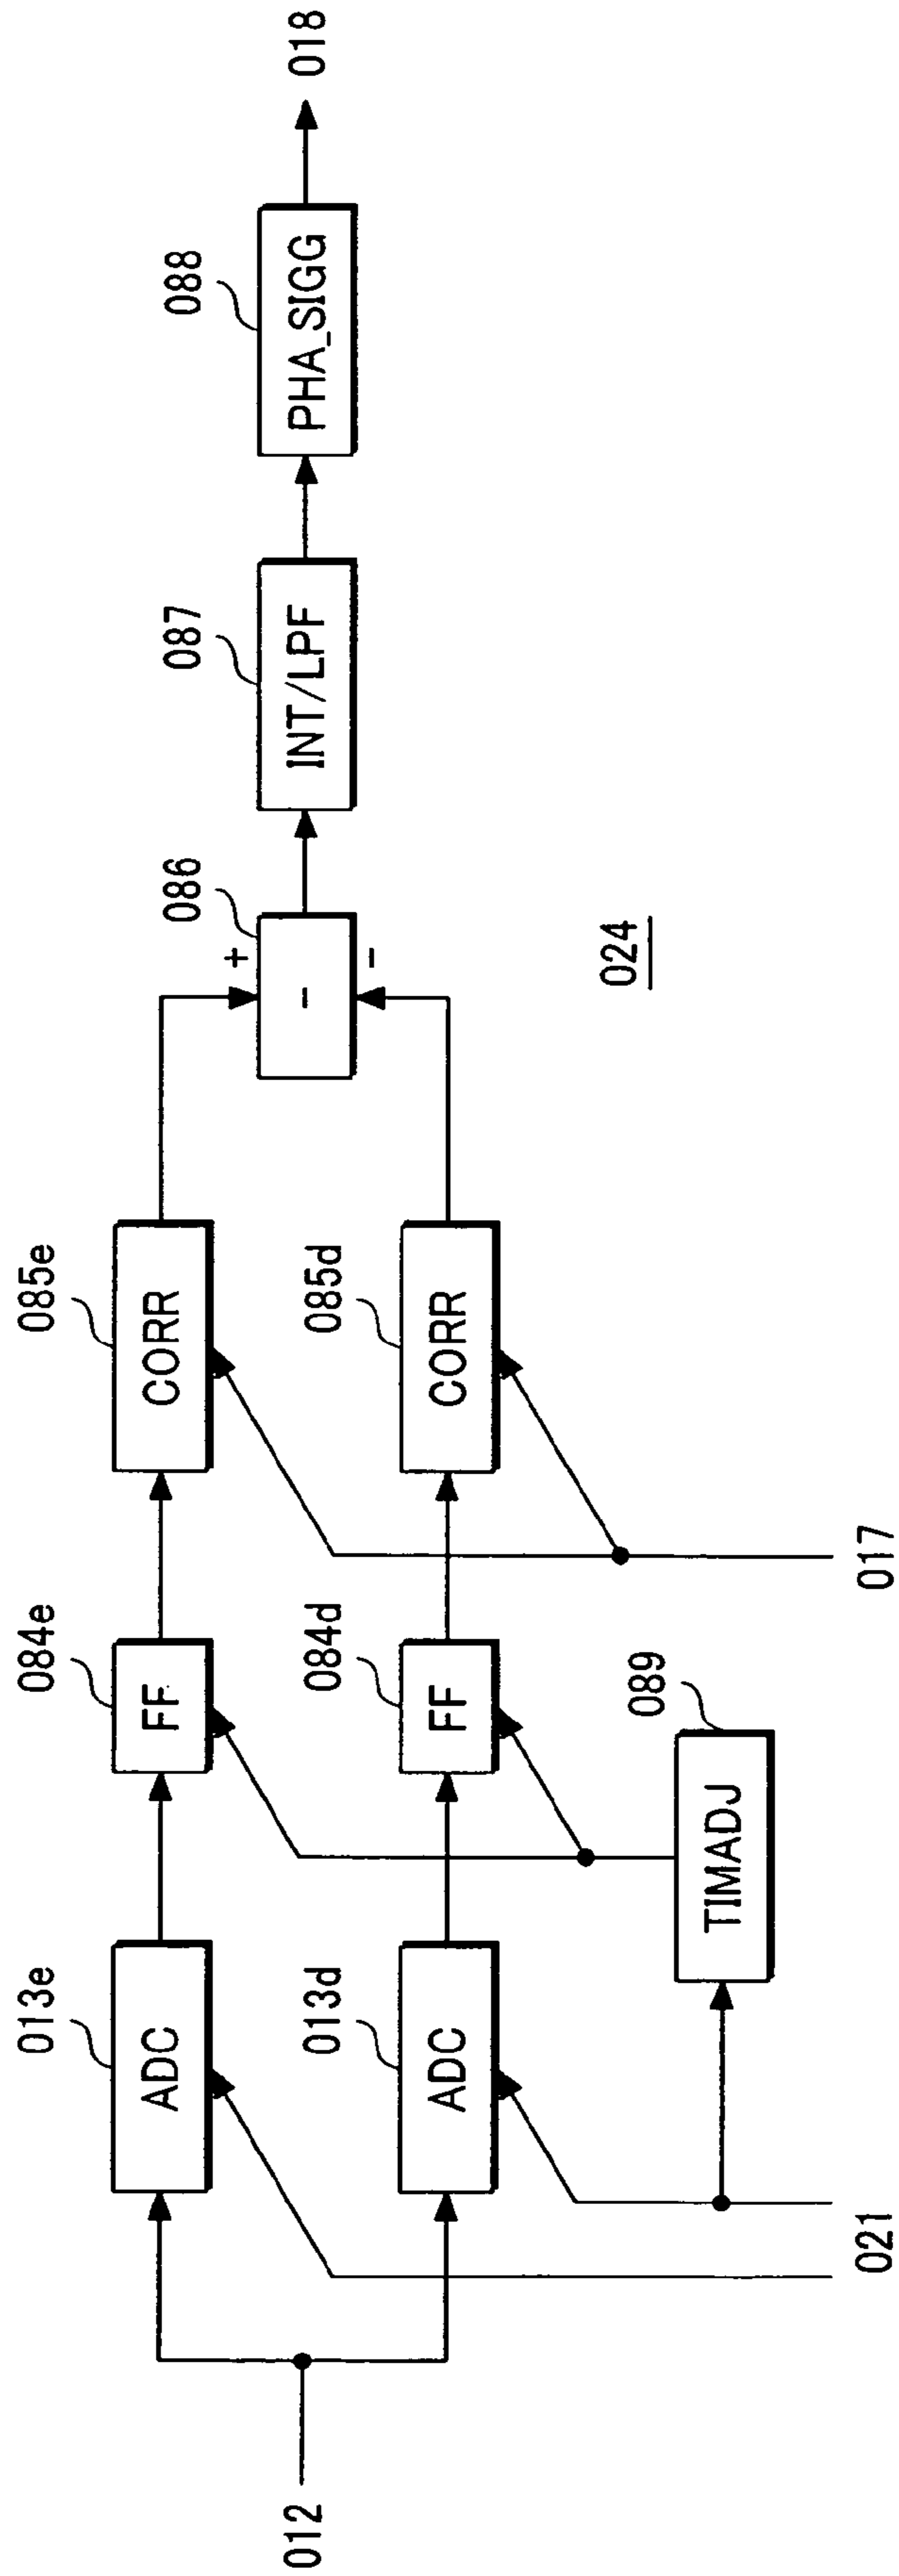 012
013e
ADC
084e
FF
085e
CORR
013d
ADC
084d
FF
085d
CORR
086
+
-
-
087
INT/LPF
088
PHA_SIGG
018
089
TIMADJ
021
017
024